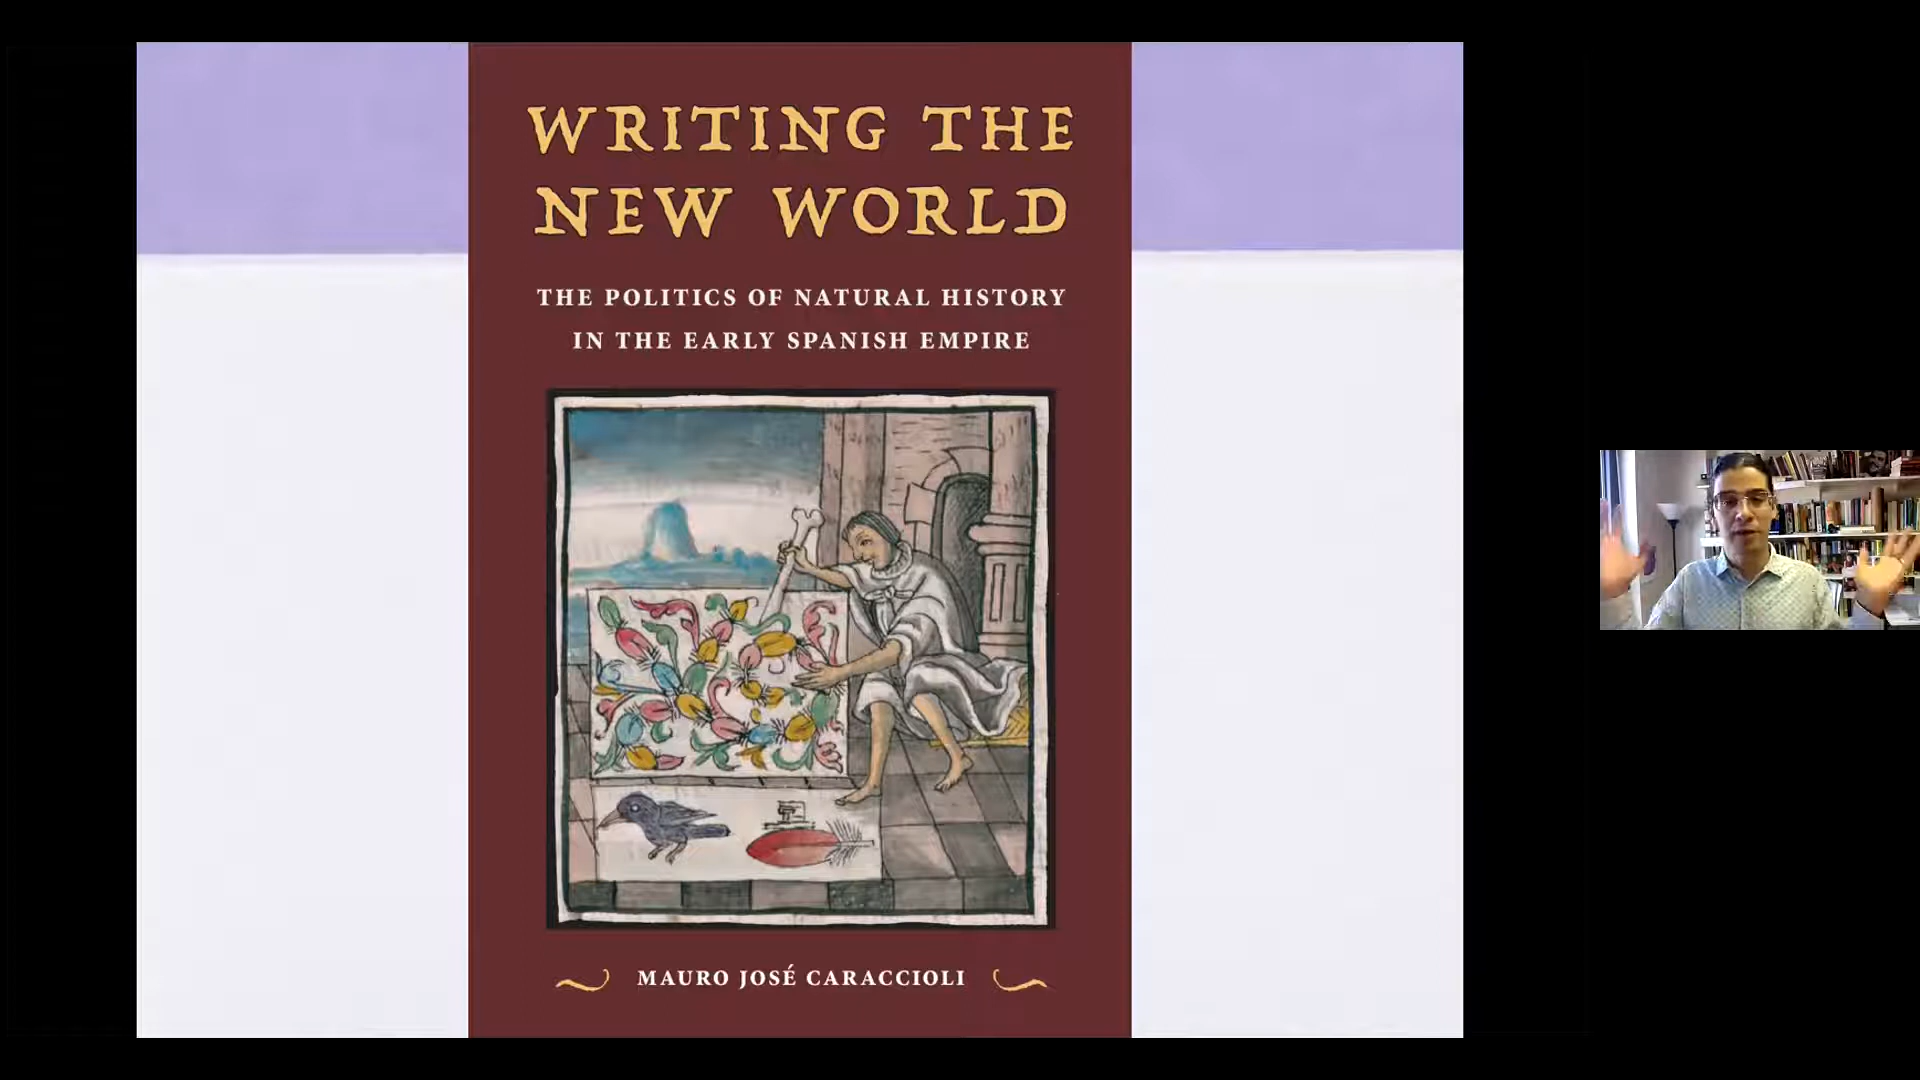 WRITING THE
NEW WORLD
THE POLITICS OF NATURAL HISTORY
IN THE EARLY SPANISH EMPIRE
MAURO JOSÉ CARACCIOLI